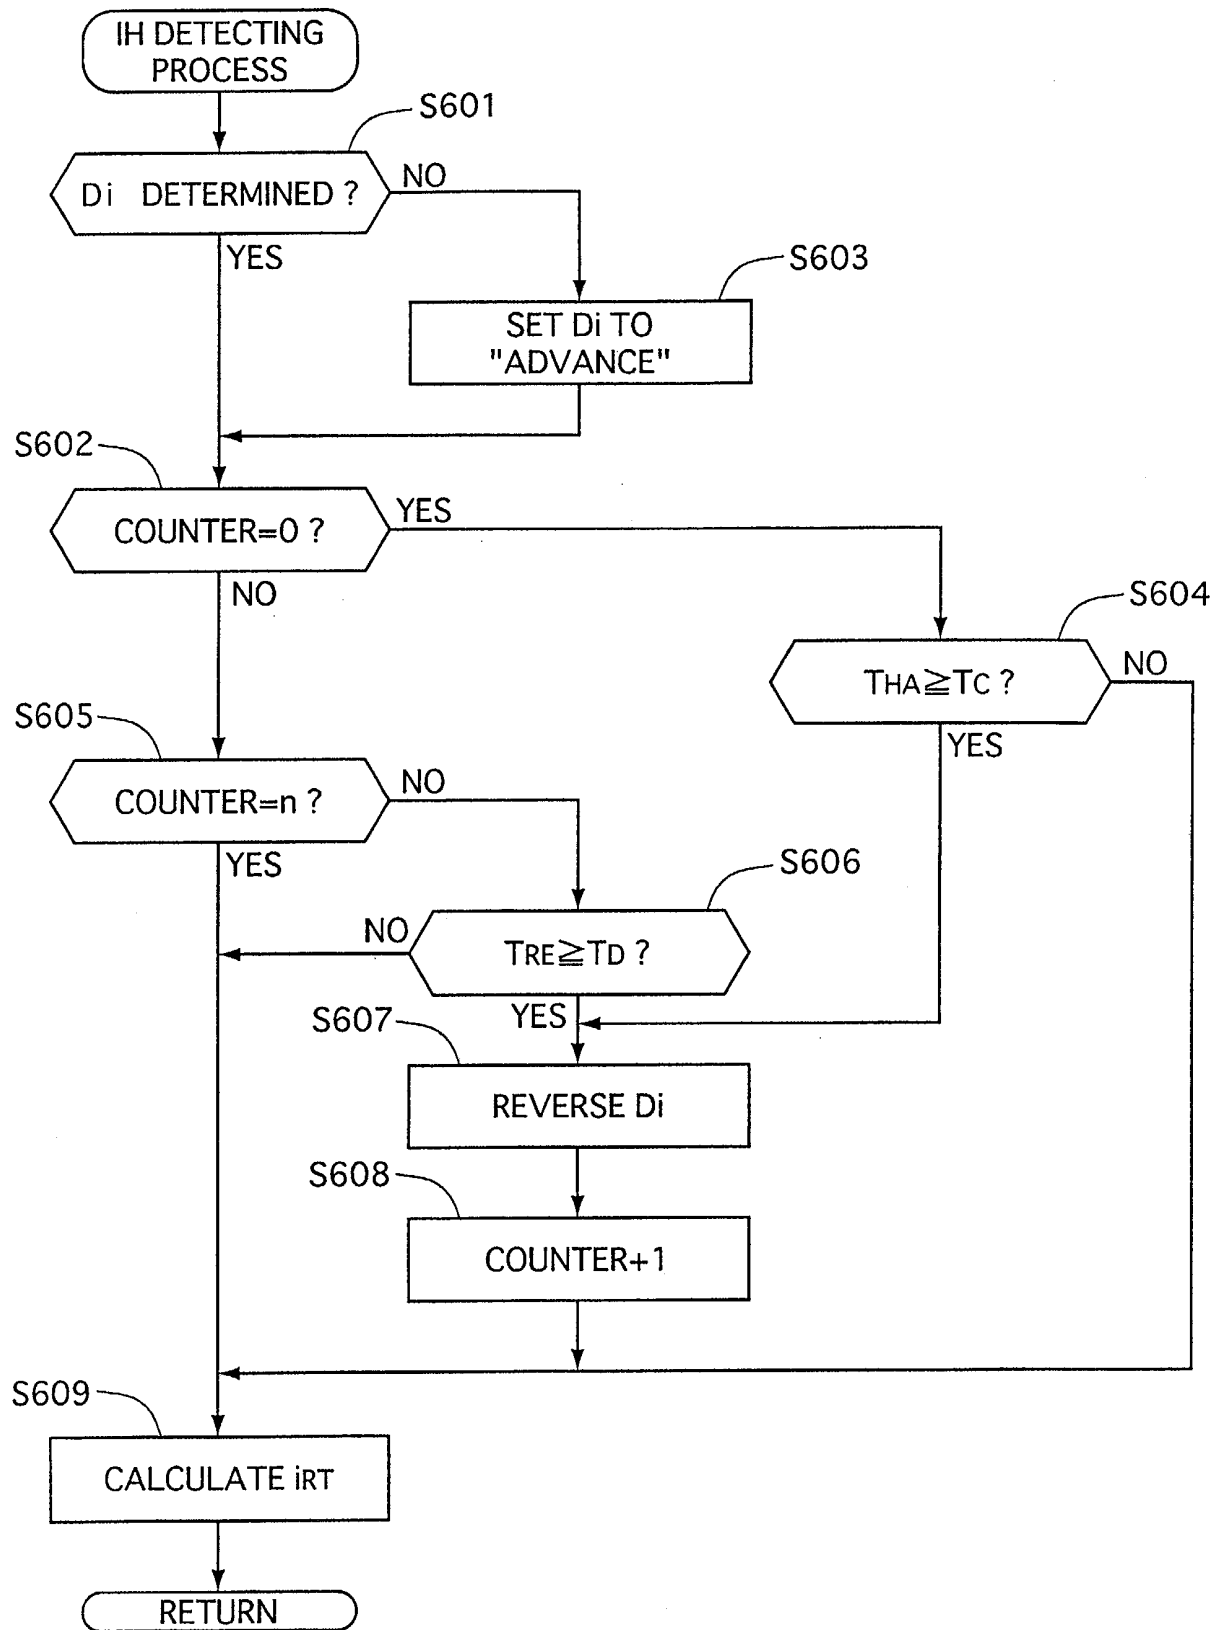 IH DETECTING
PROCESS
S601
Di DETERMINED ?
NO
YES
S603
SET Di TO
"ADVANCE"
S602
COUNTER=0 ?
YES
NO
S604
THA≧TC ?
NO
YES
S605
COUNTER=n ?
NO
YES
S606
TRE≧TD ?
NO
YES
S607
REVERSE Di
S608
COUNTER+1
S609
CALCULATE iRT
RETURN